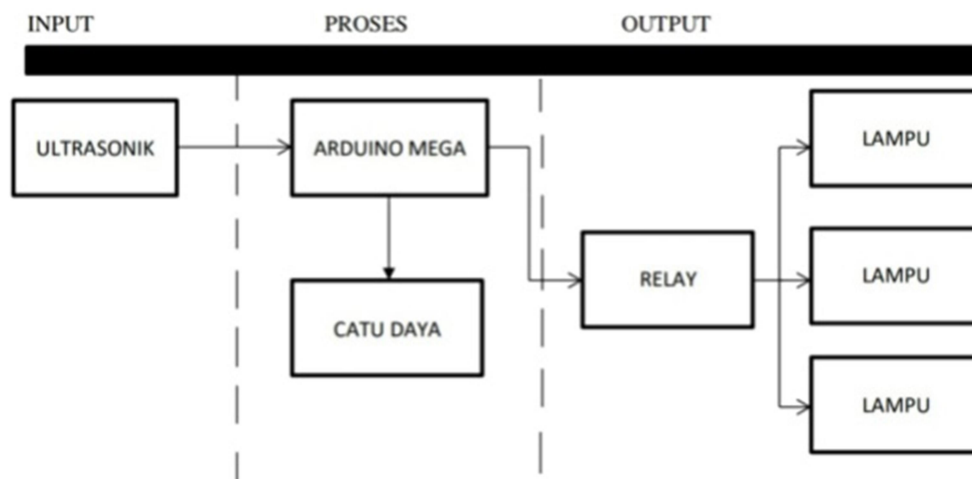 INPUT
PROSES
OUTPUT
ULTRASONIK
ARDUINO MEGA
LAMPU
RELAY
LAMPU
CATU DAYA
LAMPU